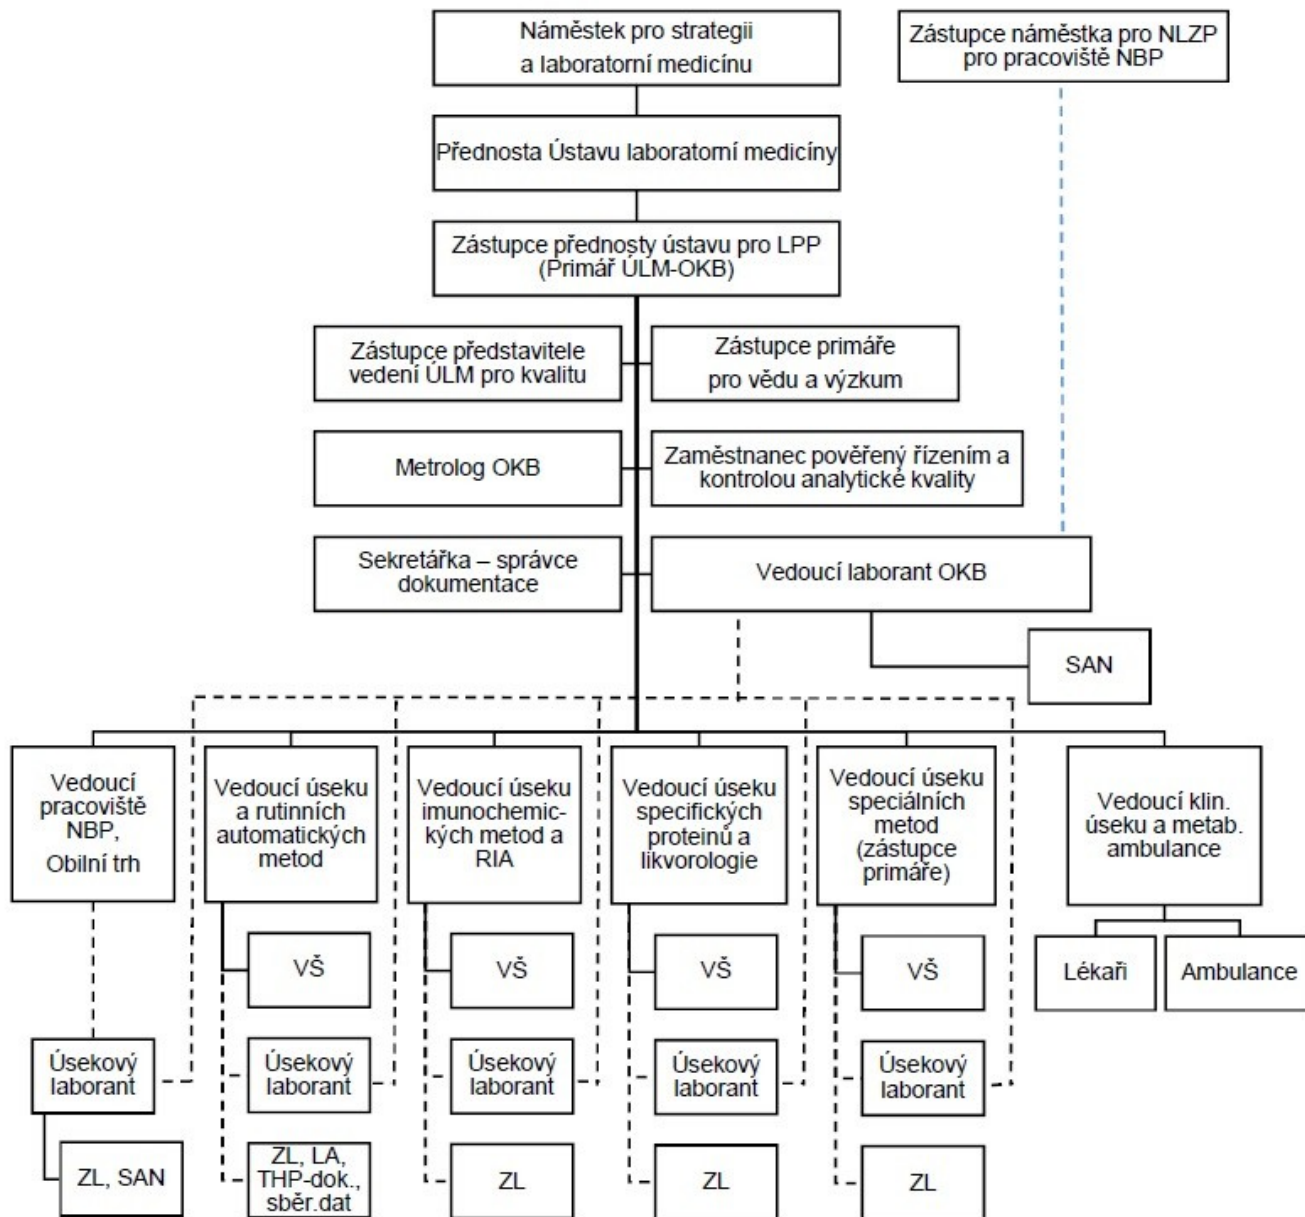 Náměstek pro strategii
a laboratorní medicínu
Zástupce náměstka pro NLZP
pro pracoviště NBP
Přednosta Ústavu laboratorní medicíny
Zástupce přednosty ústavu pro LPP
(Primář ÚLM-OKB)
Zástupce představitele
vedení ÚLM pro kvalitu
Zástupce primáře
pro vědu a výzkum
Metrolog OKB
Zaměstnanec pověřený řízením a
kontrolou analytické kvality
Sekretářka – správce
dokumentace
Vedoucí laborant OKB
SAN
Vedoucí
pracoviště
NBP,
Obilní trh
Vedoucí úseku
a rutinních
automatických
metod
Vedoucí úseku
imunochemic-
kých metod a
RIA
Vedoucí úseku
specifických
proteinů a
likvorologie
Vedoucí úseku
speciálních
metod
(zástupce
primáře)
Vedoucí klin.
úseku a metab.
ambulance
VŠ
VŠ
VŠ
VŠ
Lékaři
Ambulance
Úsekový
laborant
Úsekový
laborant
Úsekový
laborant
Úsekový
laborant
Úsekový
laborant
ZL, SAN
ZL, LA,
THP-dok.,
sběr.dat
ZL
ZL
ZL